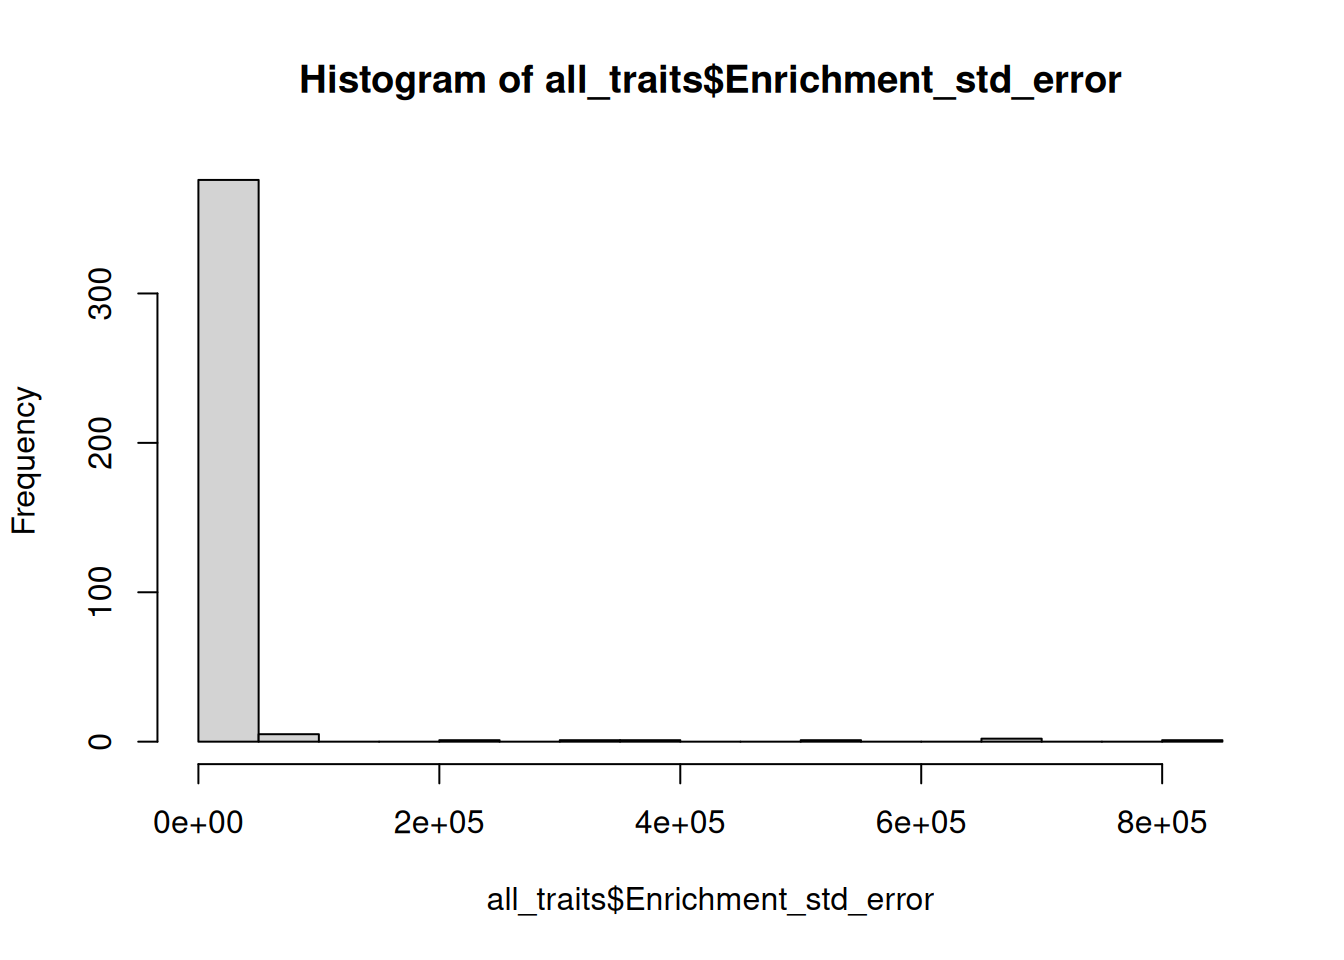 Histogram of all_traits$Enrichment_std_error
Frequency
300
200
100
0
0e+00 2e+05 4e+05 6e+05 8e+05
all_traits$Enrichment_std_error